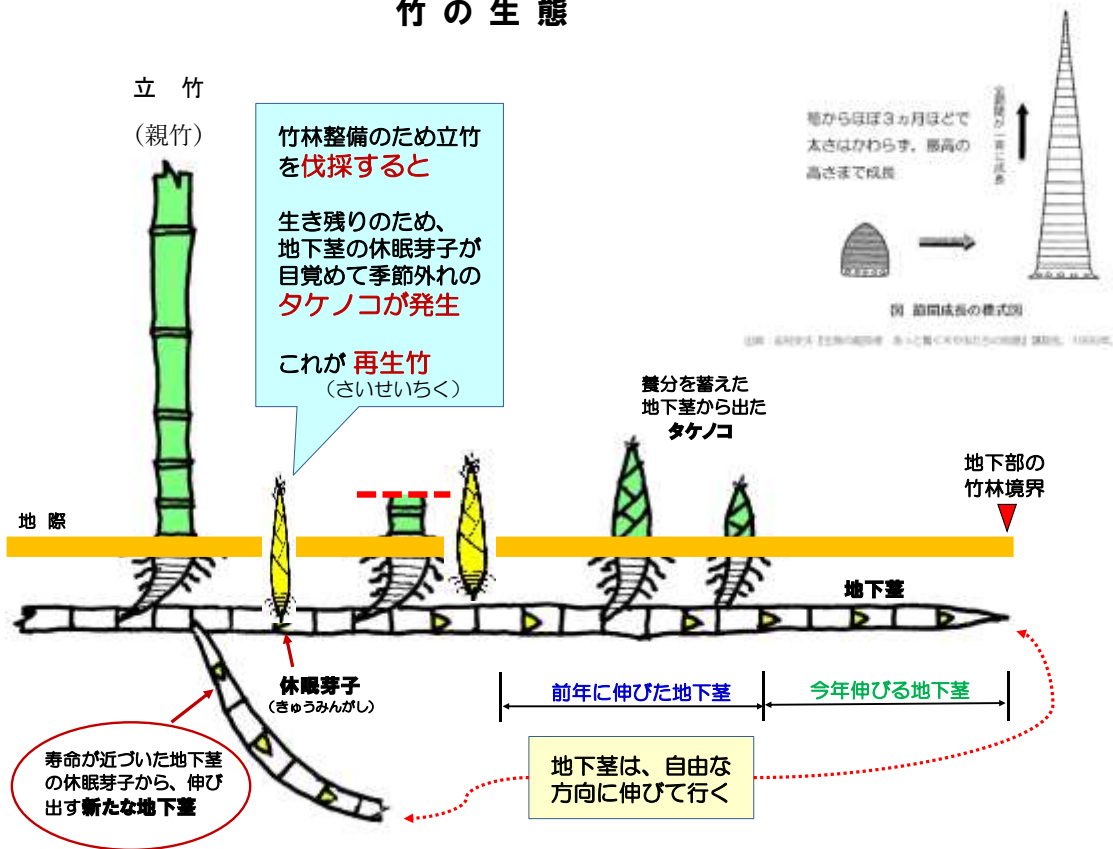 竹の生態
立 竹
（親竹）
竹林整備のため立竹
を伐採すると
生き残りのため、
地下茎の休眠芽子が
目覚めて季節外れの
タケノコが発生
これが 再生竹
（さいせいちく）
筍からほぼ３ヵ月ほどで
太さはかわらず、最高の
高さまで成長
図 節間成長の模式図
養分を蓄えた
地下茎から出た
タケノコ
地下部の
竹林境界
地 際
地下茎
休眠芽子
（きゅうみんがし）
前年に伸びた地下茎
今年伸びる地下茎
寿命が近づいた地下茎
の休眠芽子から、伸び
出す新たな地下茎
地下茎は、自由な
方向に伸びて行く